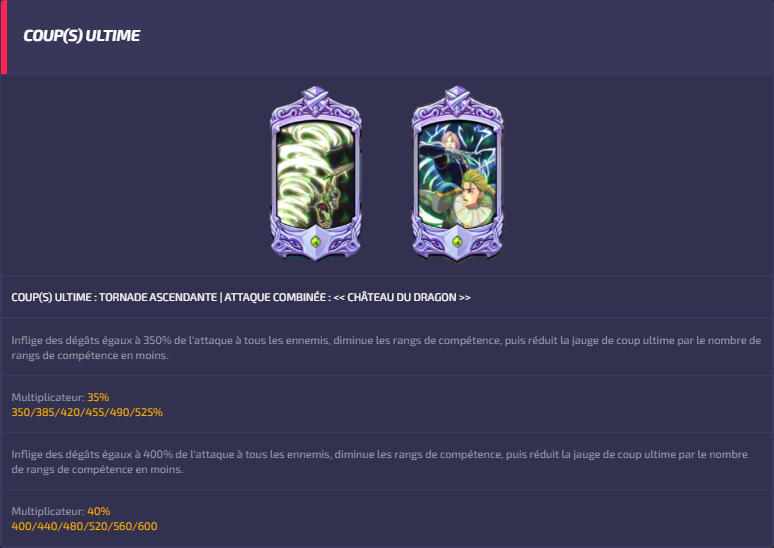 COUP(S) ULTIME
COUP(S) ULTIME : TORNADE ASCENDANTE | ATTAQUE COMBINÉE : << CHÂTEAU DU DRAGON >>
Inflige des dégâts égaux à 350% de l'attaque à tous les ennemis, diminue les rangs de compétence, puis réduit la jauge de coup ultime par le nombre de
rangs de compétence en moins.
Multiplicateur: 35%
350/385/420/455/490/525%
Inflige des dégâts égaux à 400% de l'attaque à tous les ennemis, diminue les rangs de compétence, puis réduit la jauge de coup ultime par le nombre
de rangs de compétence en moins.
Multiplicateur: 40%
400/440/480/520/560/600